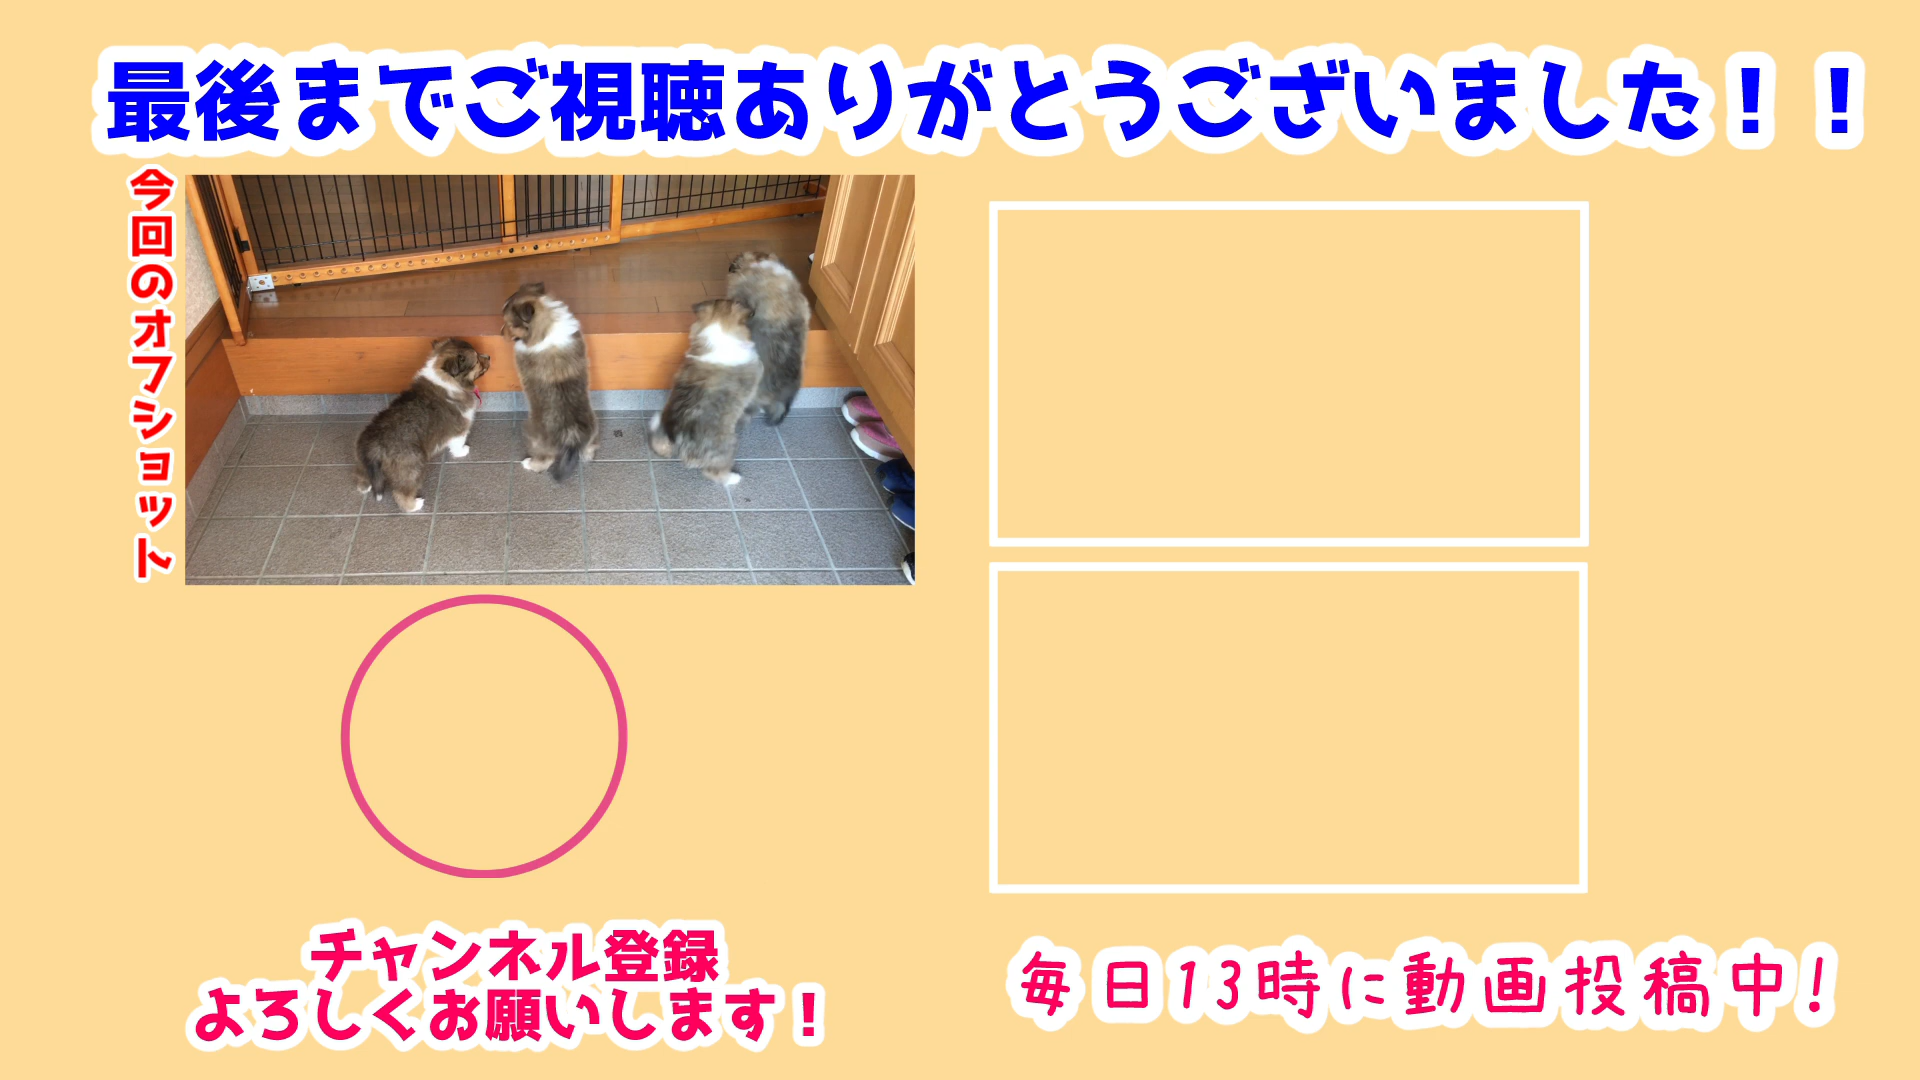 最後までご視聴ありがとうございました！！
今回のオフショット
チャンネル登録
よろしくお願いします！
毎日13時に動画投稿中！